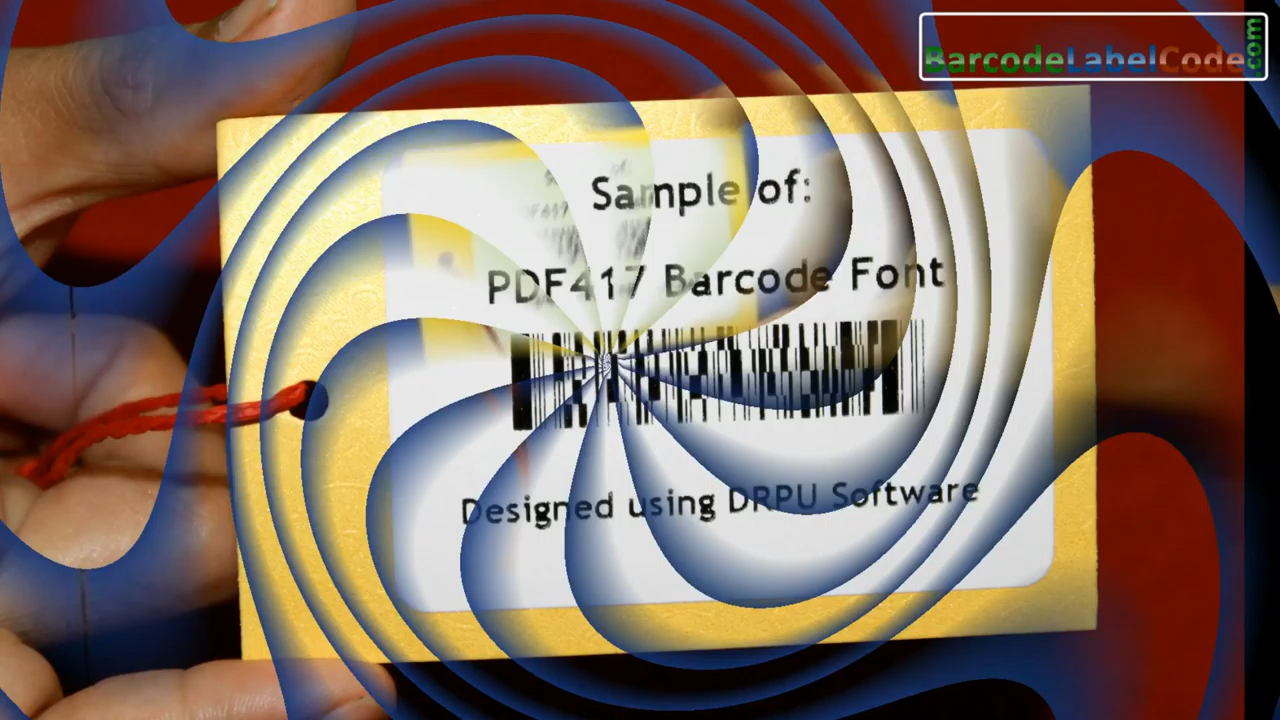 BarcodeLabelCode.com
Sample of:
PDF417 Barcode Font
Designed using DRPU Software